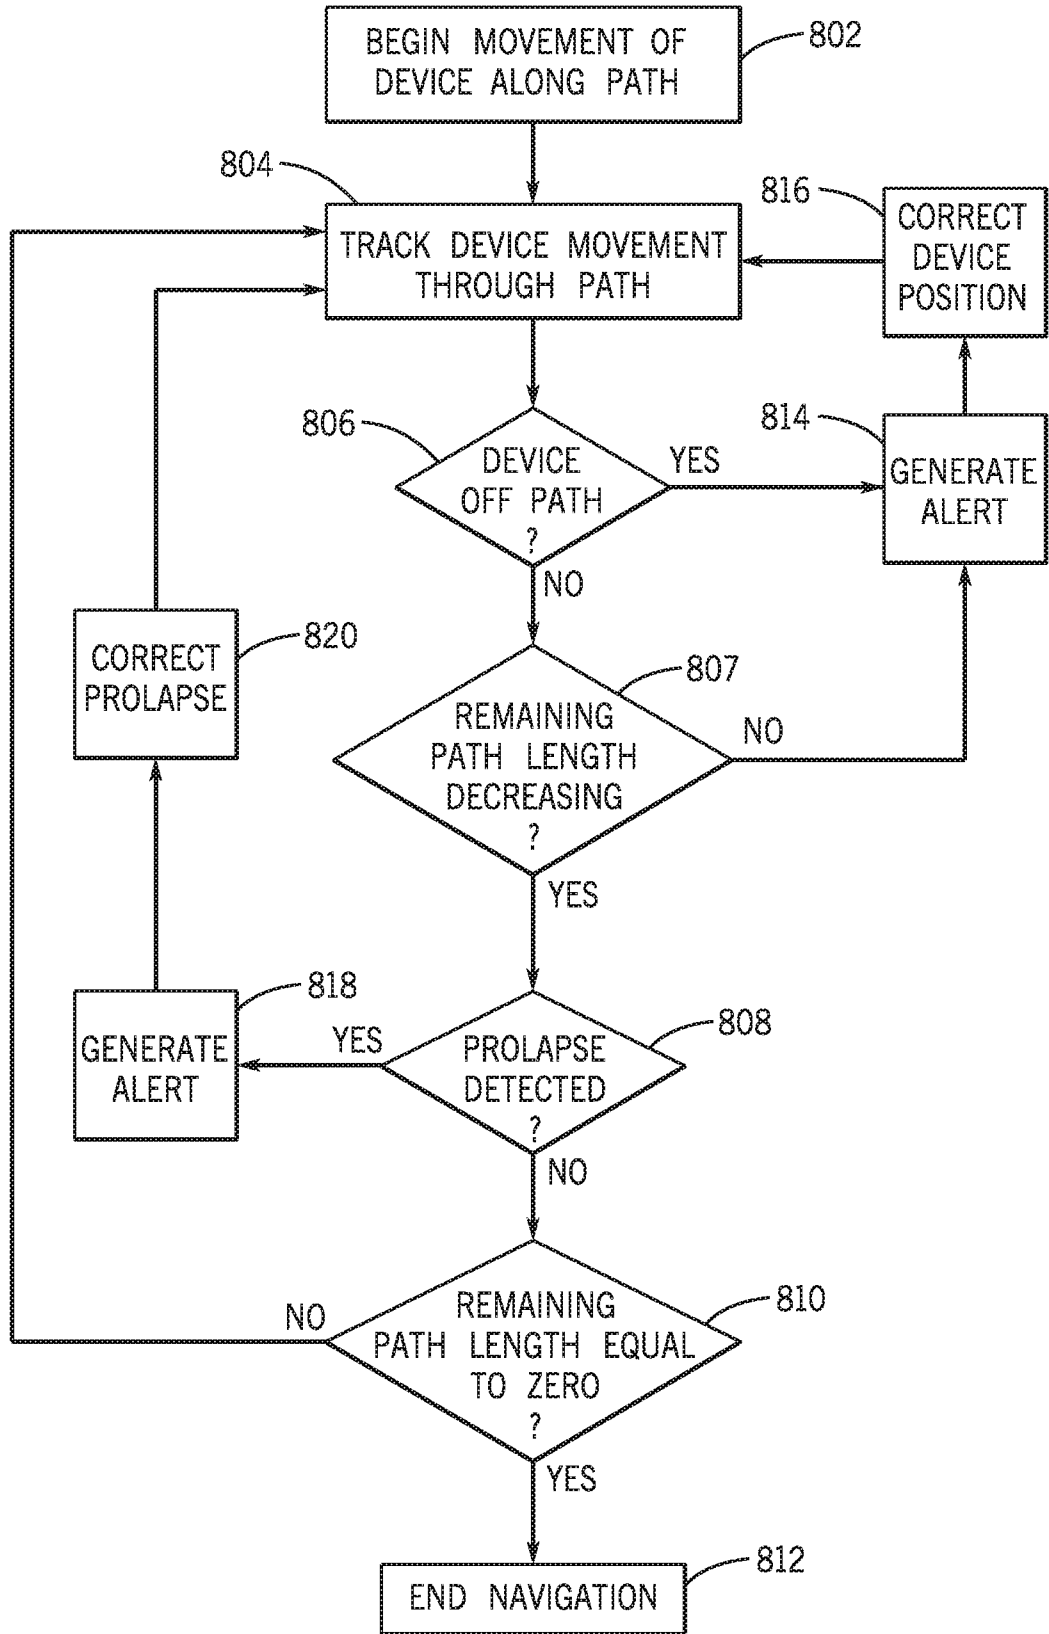 BEGIN MOVEMENT OF
DEVICE ALONG PATH
802
804
TRACK DEVICE MOVEMENT
THROUGH PATH
816
CORRECT
DEVICE
POSITION
806
DEVICE
OFF PATH
?
YES
NO
814
GENERATE
ALERT
820
CORRECT
PROLAPSE
807
REMAINING
PATH LENGTH
DECREASING
?
NO
YES
818
GENERATE
ALERT
YES
808
PROLAPSE
DETECTED
?
NO
810
REMAINING
PATH LENGTH EQUAL
TO ZERO
?
NO
YES
812
END NAVIGATION